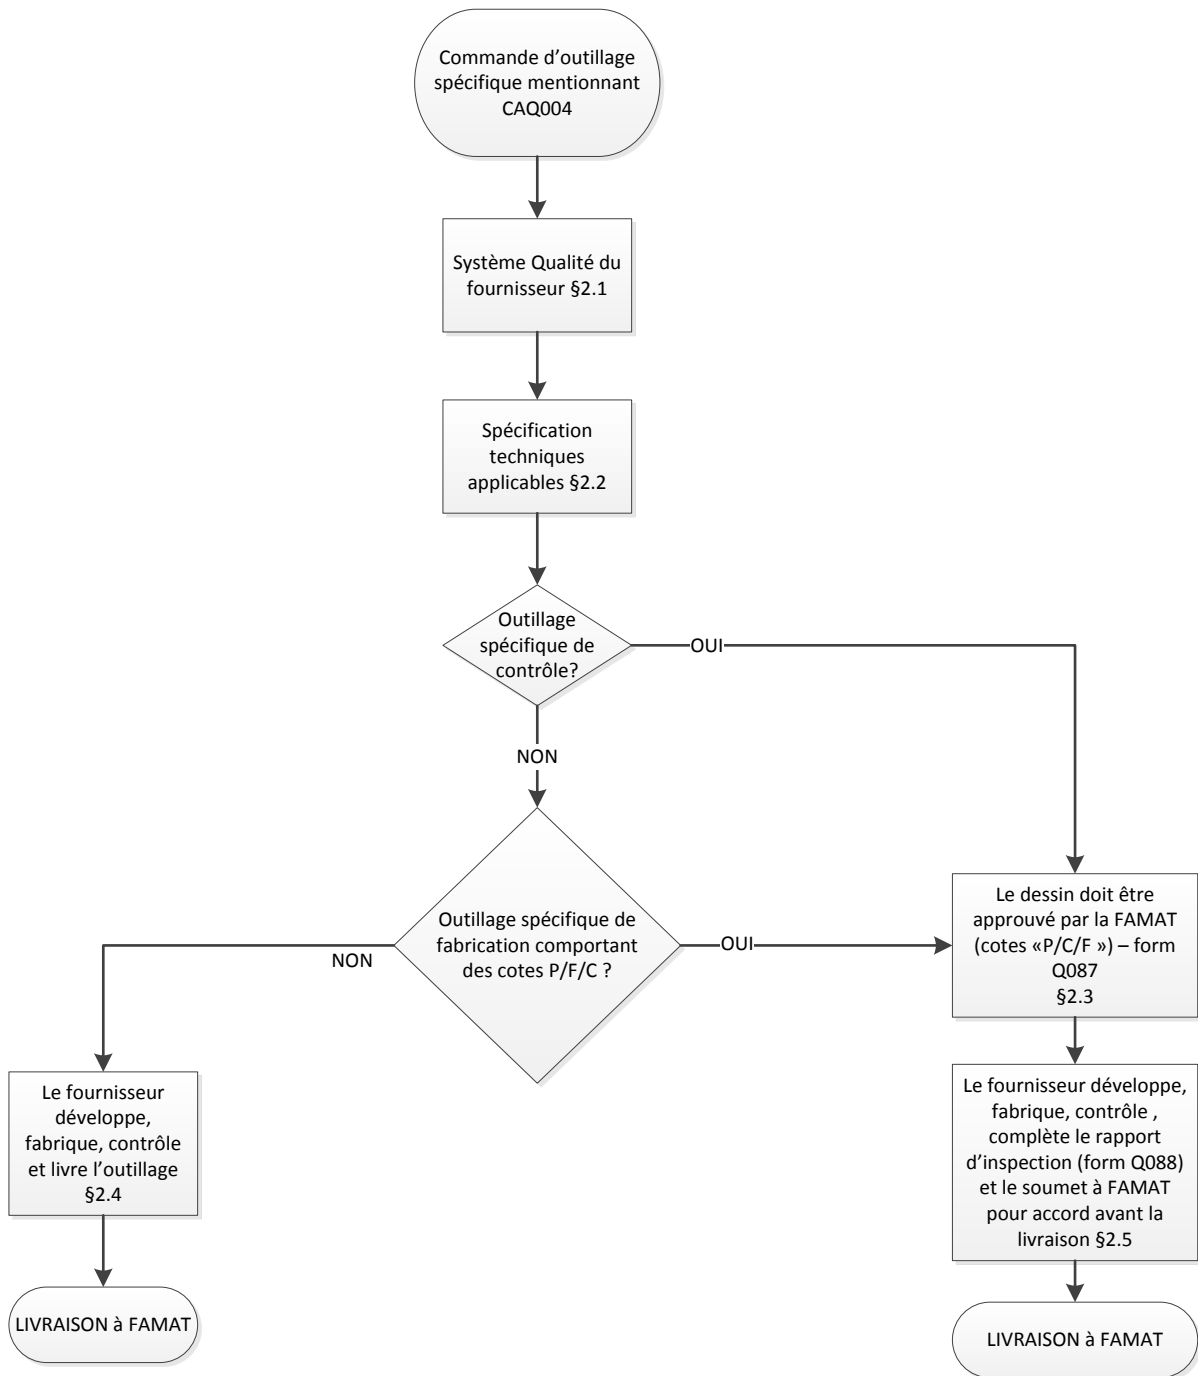 Commande d’outillage
spécifique mentionnant
CAQ004
Système Qualité du
fournisseur §2.1
Spécification
techniques
applicables §2.2
Outillage
spécifique de
contrôle?
OUI
NON
Outillage spécifique de
fabrication comportant
des cotes P/F/C ?
NON
OUI
Le dessin doit être
approuvé par la FAMAT
(cotes «P/C/F ») – form
Q087
§2.3
Le fournisseur
développe,
fabrique, contrôle
et livre l’outillage
§2.4
Le fournisseur développe,
fabrique, contrôle ,
complète le rapport
d’inspection (form Q088)
et le soumet à FAMAT
pour accord avant la
livraison §2.5
LIVRAISON à FAMAT
LIVRAISON à FAMAT